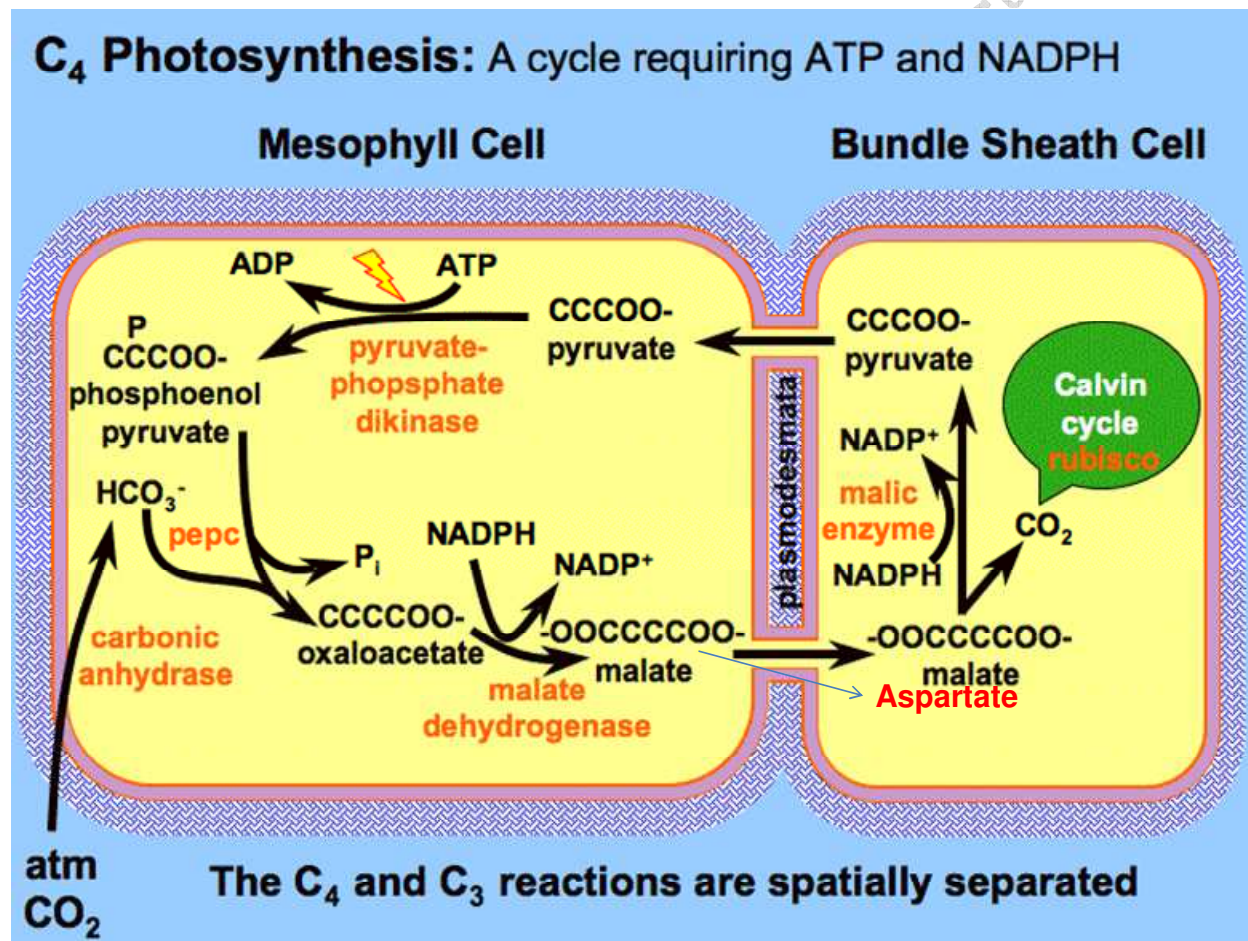 C₄ Photosynthesis: A cycle requiring ATP and NADPH
Mesophyll Cell
Bundle Sheath Cell
ADP
ATP
P
CCCOO-
phosphoenol
pyruvate
pyruvate-
phopsphate
dikinase
CCCOO-
pyruvate
HCO₃⁻
pepc
Pᵢ
NADPH
NADP⁺
carbonic
anhydrase
CCCCOO-
oxaloacetate
-OOCCCCOO-
malate
malate
dehydrogenase
plasmodesmata
CCCOO-
pyruvate
Calvin
cycle
rubisco
NADP⁺
malic
enzyme
NADPH
CO₂
-OOCCCCOO-
malate
Aspartate
atm
CO₂
The C₄ and C₃ reactions are spatially separated